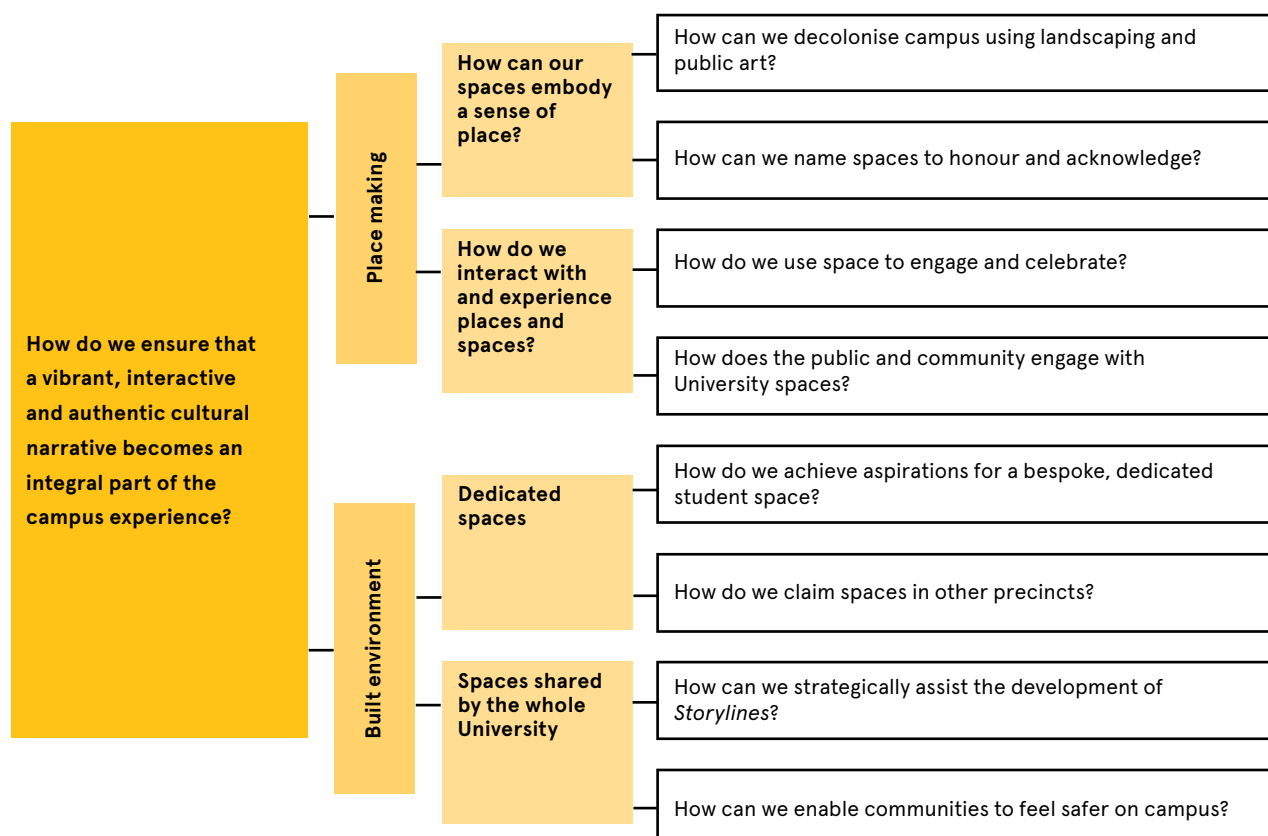 How do we ensure that
a vibrant, interactive
and authentic cultural
narrative becomes an
integral part of the
campus experience?
Place making
How can our
spaces embody
a sense of
place?
How can we decolonise campus using landscaping and
public art?
How can we name spaces to honour and acknowledge?
How do we
interact with
and experience
places and
spaces?
How do we use space to engage and celebrate?
How does the public and community engage with
University spaces?
Built environment
Dedicated
spaces
How do we achieve aspirations for a bespoke, dedicated
student space?
How do we claim spaces in other precincts?
Spaces shared
by the whole
University
How can we strategically assist the development of
Storylines?
How can we enable communities to feel safer on campus?